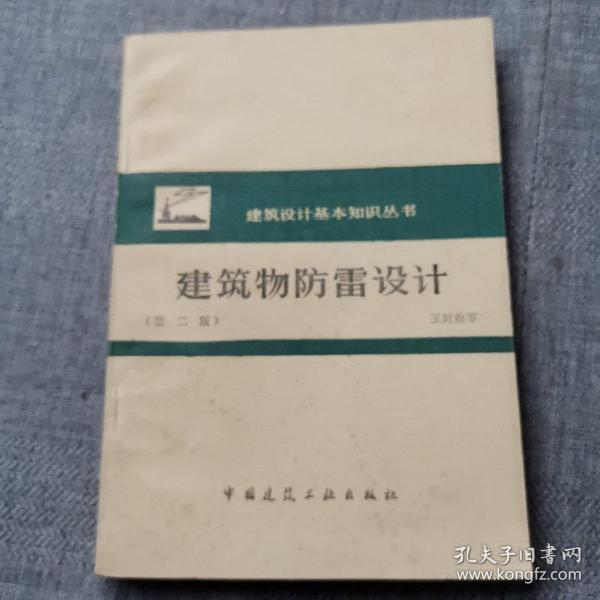 建筑设计基本知识丛书
建筑物防雷设计
（第二版）
王时煦等
中国建筑工业出版社
孔夫子旧书网
www.kongfz.com